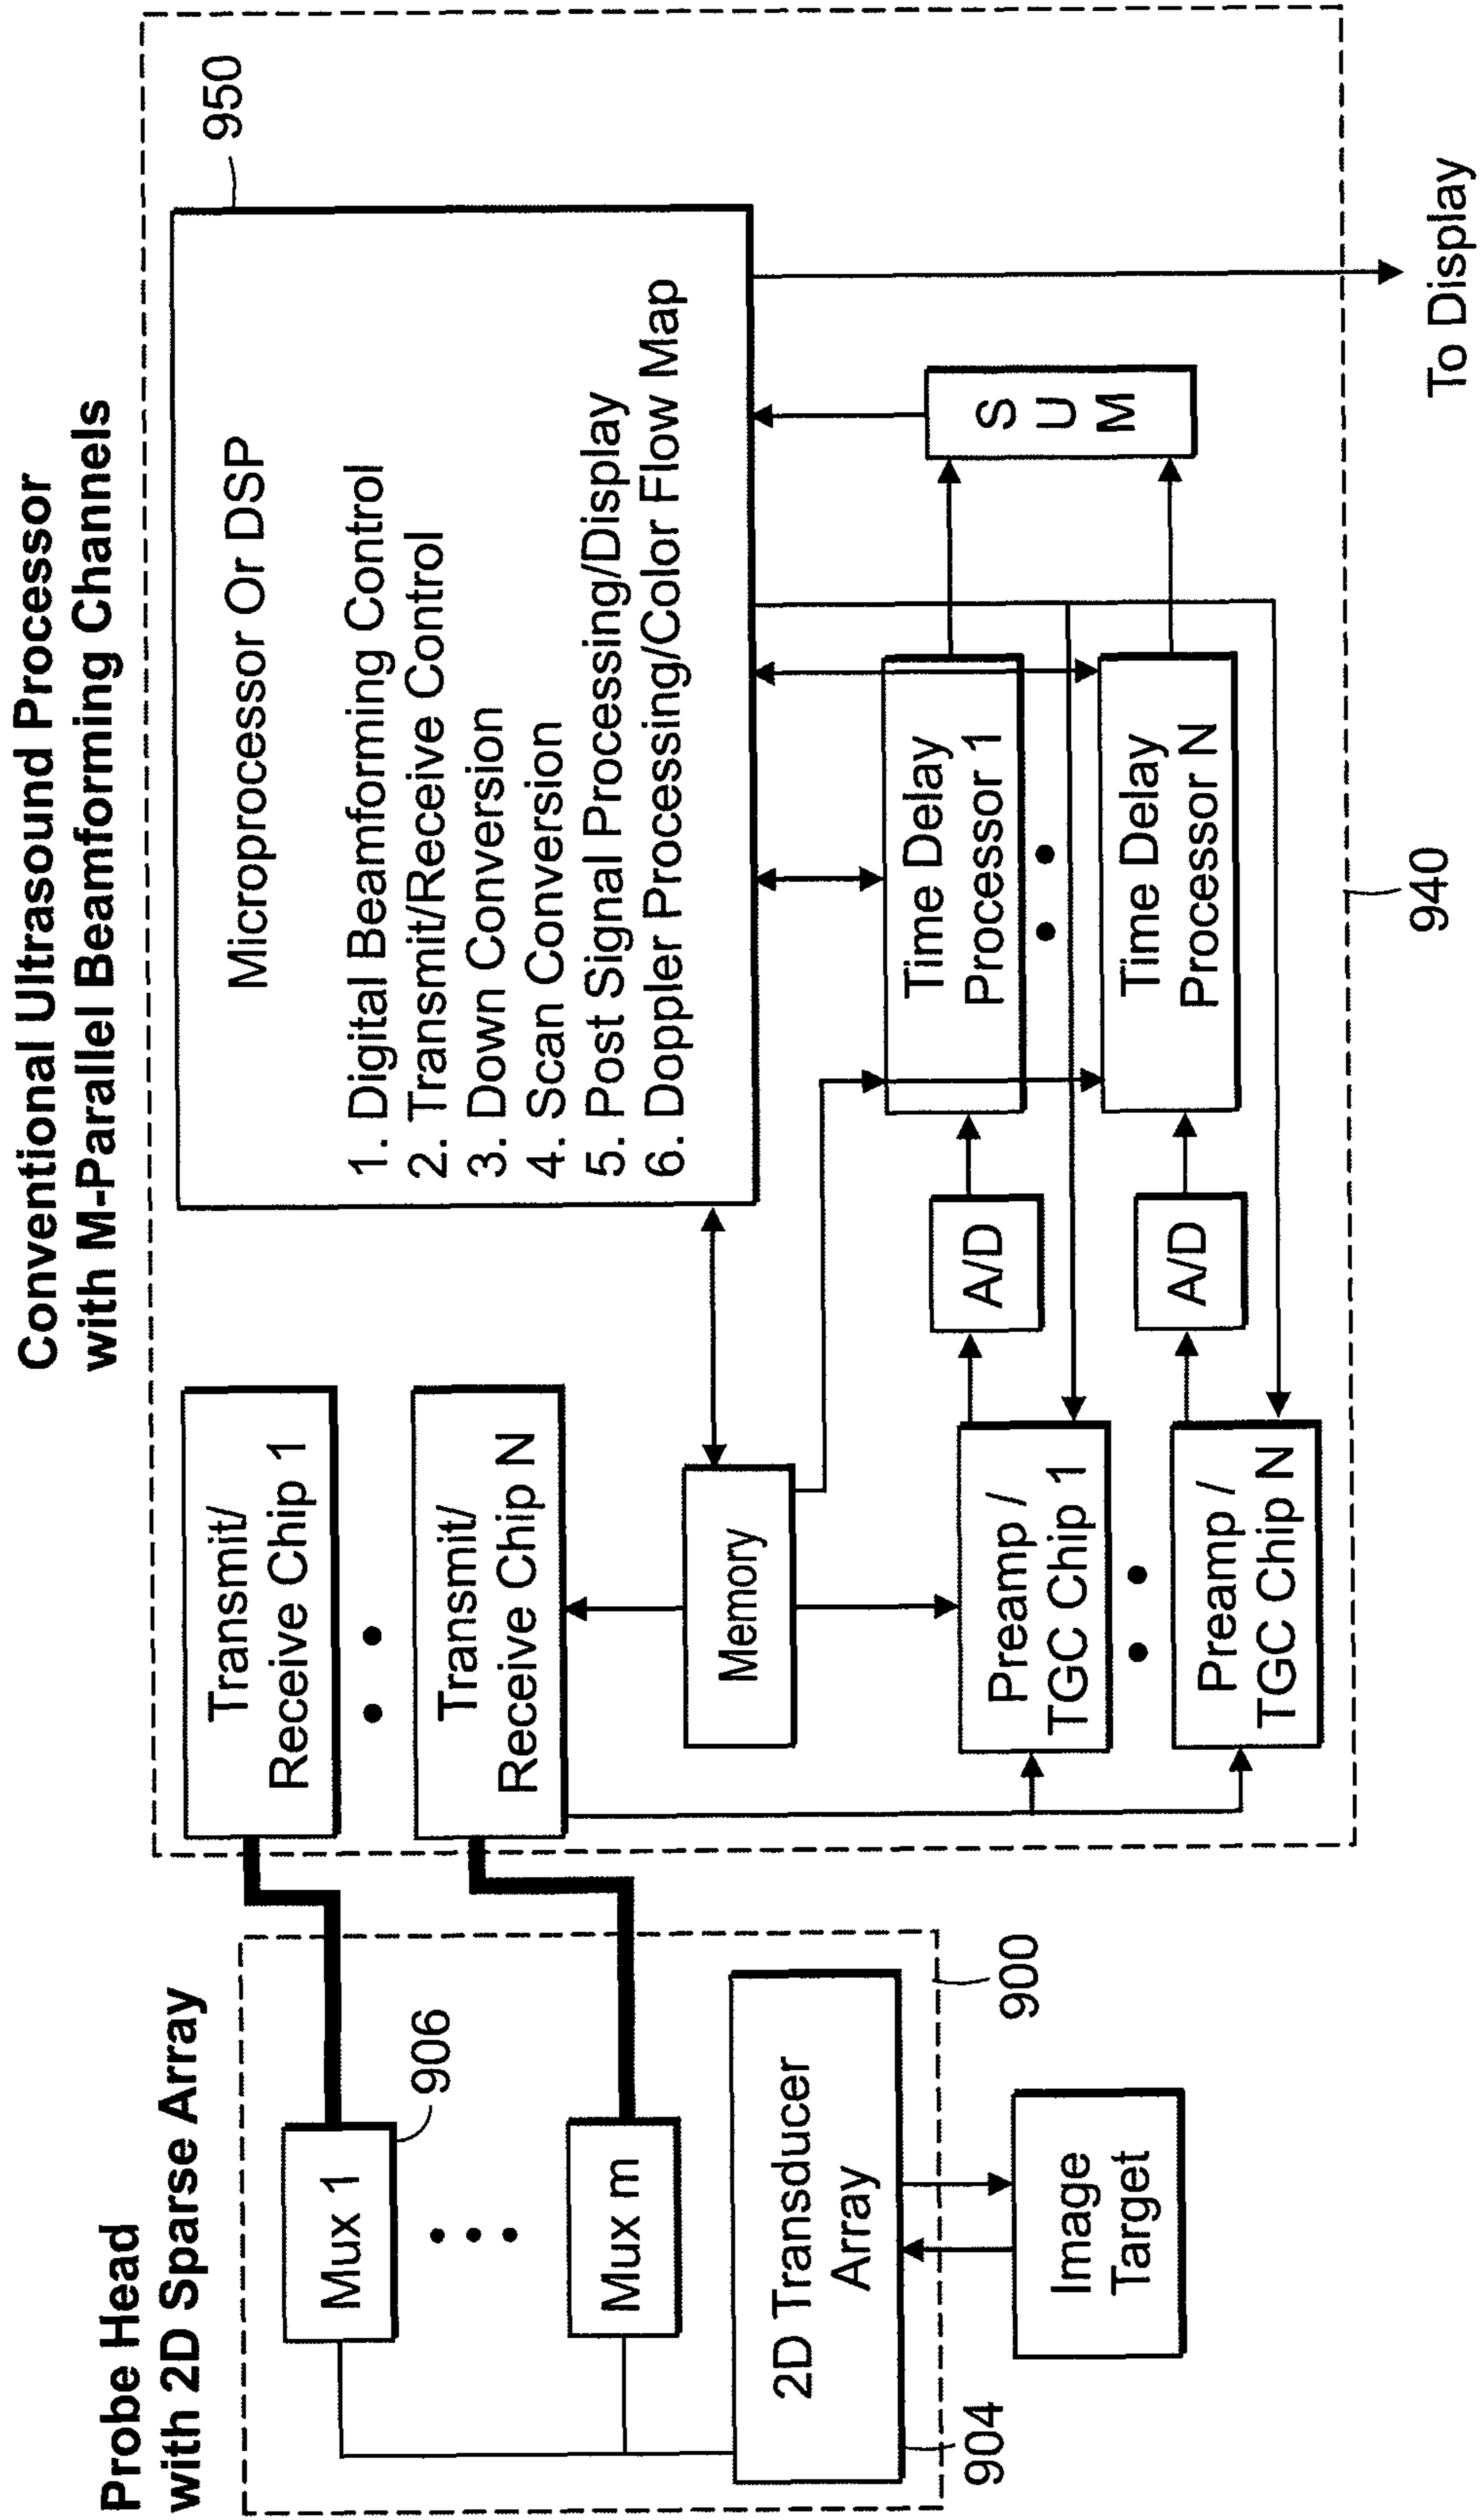 Conventional Ultrasound Processor
with M-Parallel Beamforming Channels
Probe Head
with 2D Sparse Array
Mux 1
906
Mux m
2D Transducer
Array
904
900
Image
Target
Transmit/
Receive Chip 1
Transmit/
Receive Chip N
Memory
Preamp /
TGC Chip 1
Preamp /
TGC Chip N
A/D
A/D
Microprocessor Or DSP
1. Digital Beamforming Control
2. Transmit/Receive Control
3. Down Conversion
4. Scan Conversion
5. Post Signal Processing/Display
6. Doppler Processing/Color Flow Map
950
Time Delay
Processor 1
Time Delay
Processor N
S
U
M
940
To Display